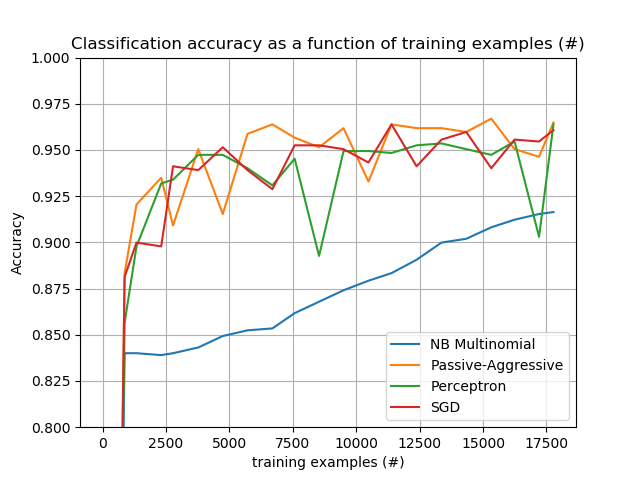 Classification accuracy as a function of training examples (#)
1.000
0.975
0.950
0.925
0.900
0.875
0.850
0.825
0.800
Accuracy
NB Multinomial
Passive-Aggressive
Perceptron
SGD
0 2500 5000 7500 10000 12500 15000 17500
training examples (#)